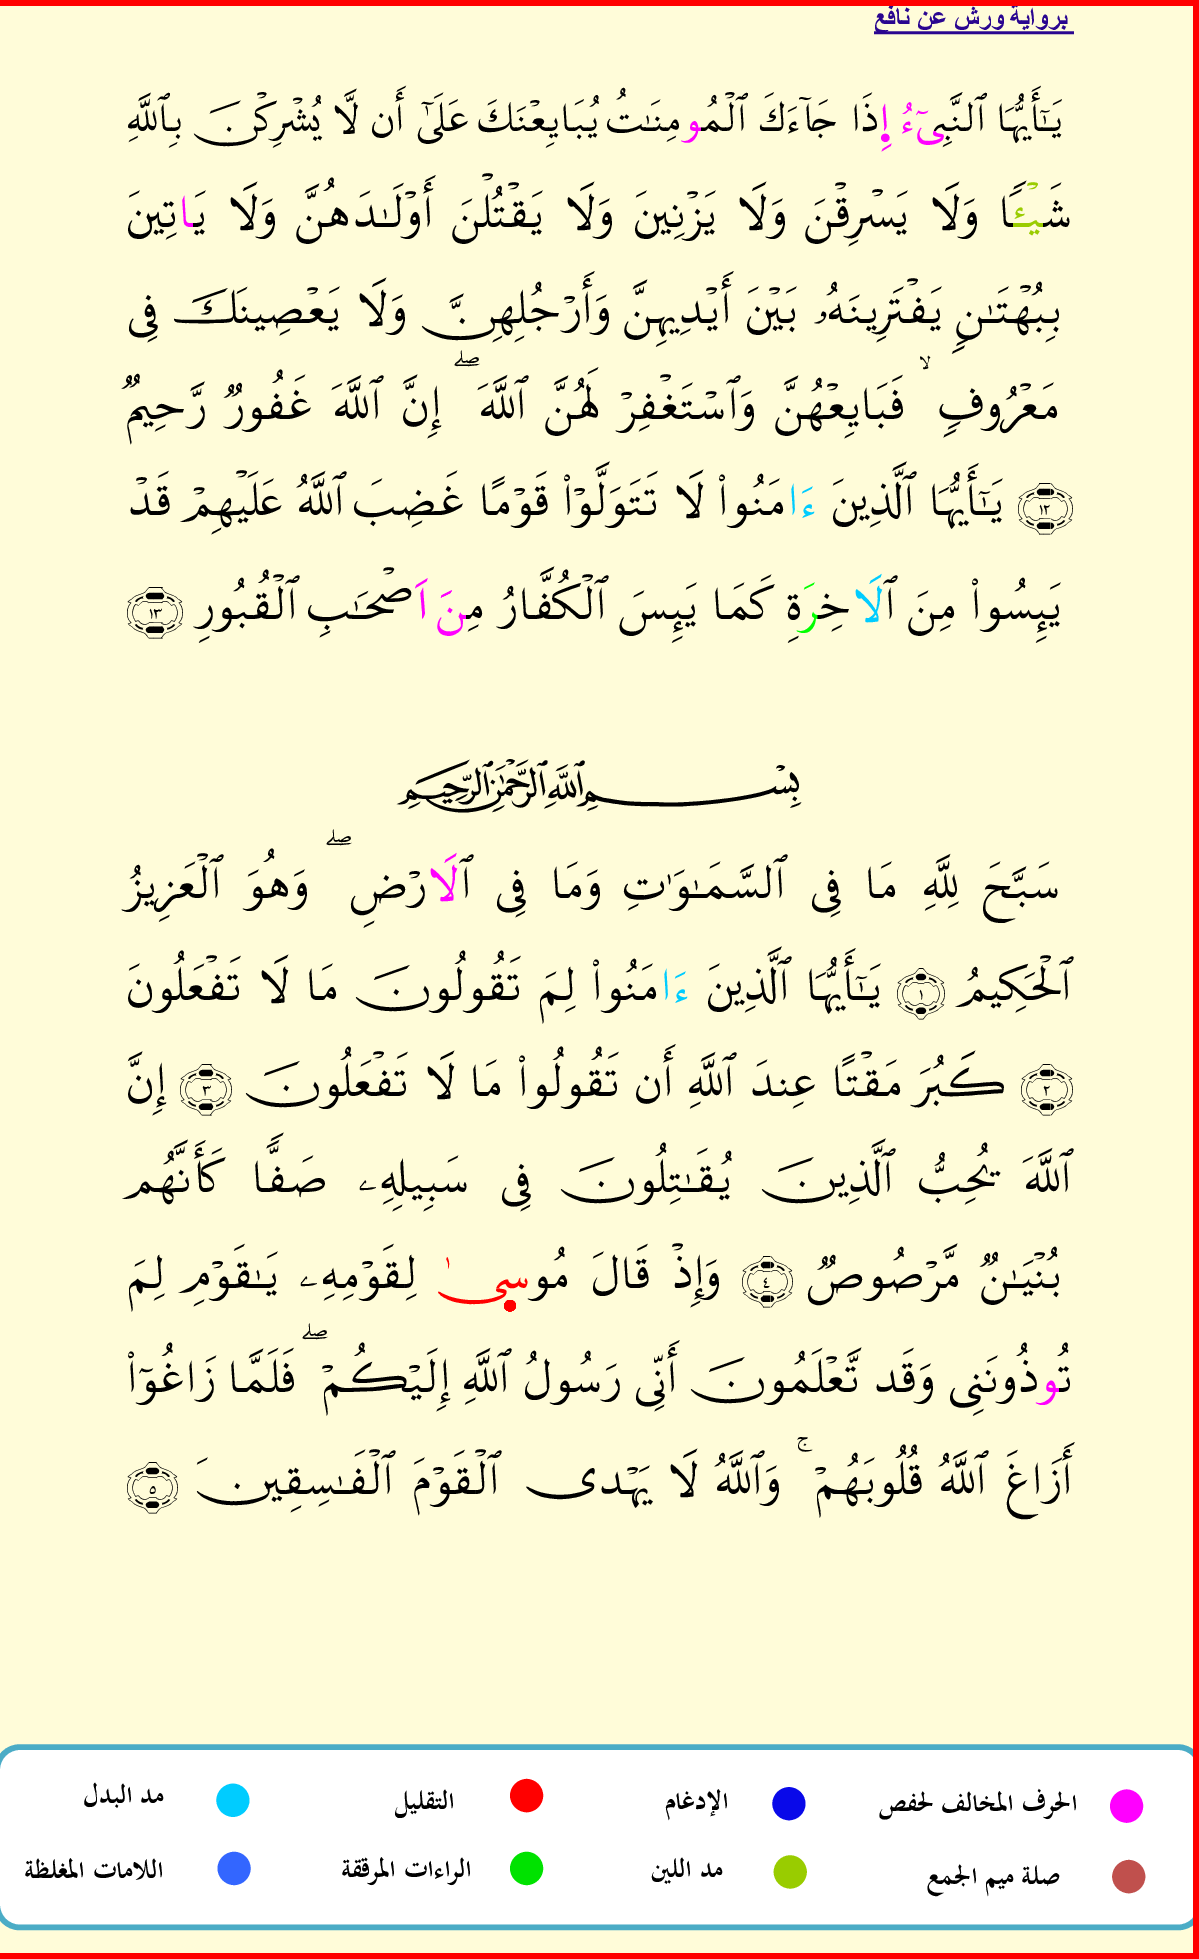 برواية ورش عن نافع
يَـٰٓأَيُّهَا ٱلنَّبِىٓءُ إِذَا جَآءَكَ ٱلْمُومِنَـٰتُ يُبَايِعْنَكَ عَلَىٰٓ أَن لَّا يُشْرِكْنَ بِٱللَّهِ
شَيْـًٔا وَلَا يَسْرِقْنَ وَلَا يَزْنِينَ وَلَا يَقْتُلْنَ أَوْلَـٰدَهُنَّ وَلَا يَاتِينَ
بِبُهْتَـٰنٍ يَفْتَرِينَهُۥ بَيْنَ أَيْدِيهِنَّ وَأَرْجُلِهِنَّ وَلَا يَعْصِينَكَ فِى
مَعْرُوفٍ ۙ فَبَايِعْهُنَّ وَٱسْتَغْفِرْ لَهُنَّ ٱللَّهَ ۖ إِنَّ ٱللَّهَ غَفُورٌ رَّحِيمٌ
١٢ يَـٰٓأَيُّهَا ٱلَّذِينَ ءَامَنُوا۟ لَا تَتَوَلَّوْا۟ قَوْمًا غَضِبَ ٱللَّهُ عَلَيْهِمْ قَدْ
يَئِسُوا۟ مِنَ ٱلَاخِرَةِ كَمَا يَئِسَ ٱلْكُفَّارُ مِنَ اَصْحَـٰبِ ٱلْقُبُورِ ١٣
بِسْمِ ٱللَّهِ ٱلرَّحْمَـٰنِ ٱلرَّحِيمِ
سَبَّحَ لِلَّهِ مَا فِى ٱلسَّمَـٰوَٰتِ وَمَا فِى ٱلَارْضِ ۖ وَهُوَ ٱلْعَزِيزُ
ٱلْحَكِيمُ ١ يَـٰٓأَيُّهَا ٱلَّذِينَ ءَامَنُوا۟ لِمَ تَقُولُونَ مَا لَا تَفْعَلُونَ
٢ كَبُرَ مَقْتًا عِندَ ٱللَّهِ أَن تَقُولُوا۟ مَا لَا تَفْعَلُونَ ٣ إِنَّ
ٱللَّهَ يُحِبُّ ٱلَّذِينَ يُقَـٰتِلُونَ فِى سَبِيلِهِۦ صَفًّا كَأَنَّهُم
بُنْيَـٰنٌ مَّرْصُوصٌ ٤ وَإِذْ قَالَ مُوسِىٰ لِقَوْمِهِۦ يَـٰقَوْمِ لِمَ
تُوذُونَنِى وَقَد تَّعْلَمُونَ أَنِّى رَسُولُ ٱللَّهِ إِلَيْكُمْ ۖ فَلَمَّا زَاغُوٓا۟
أَزَاغَ ٱللَّهُ قُلُوبَهُمْ ۚ وَٱللَّهُ لَا يَهْدِى ٱلْقَوْمَ ٱلْفَـٰسِقِينَ ٥
الحرف المخالف لحفص الإدغام التقليل مد البدل
صلة ميم الجمع مد اللين الراءات المرققة اللامات المغلظة